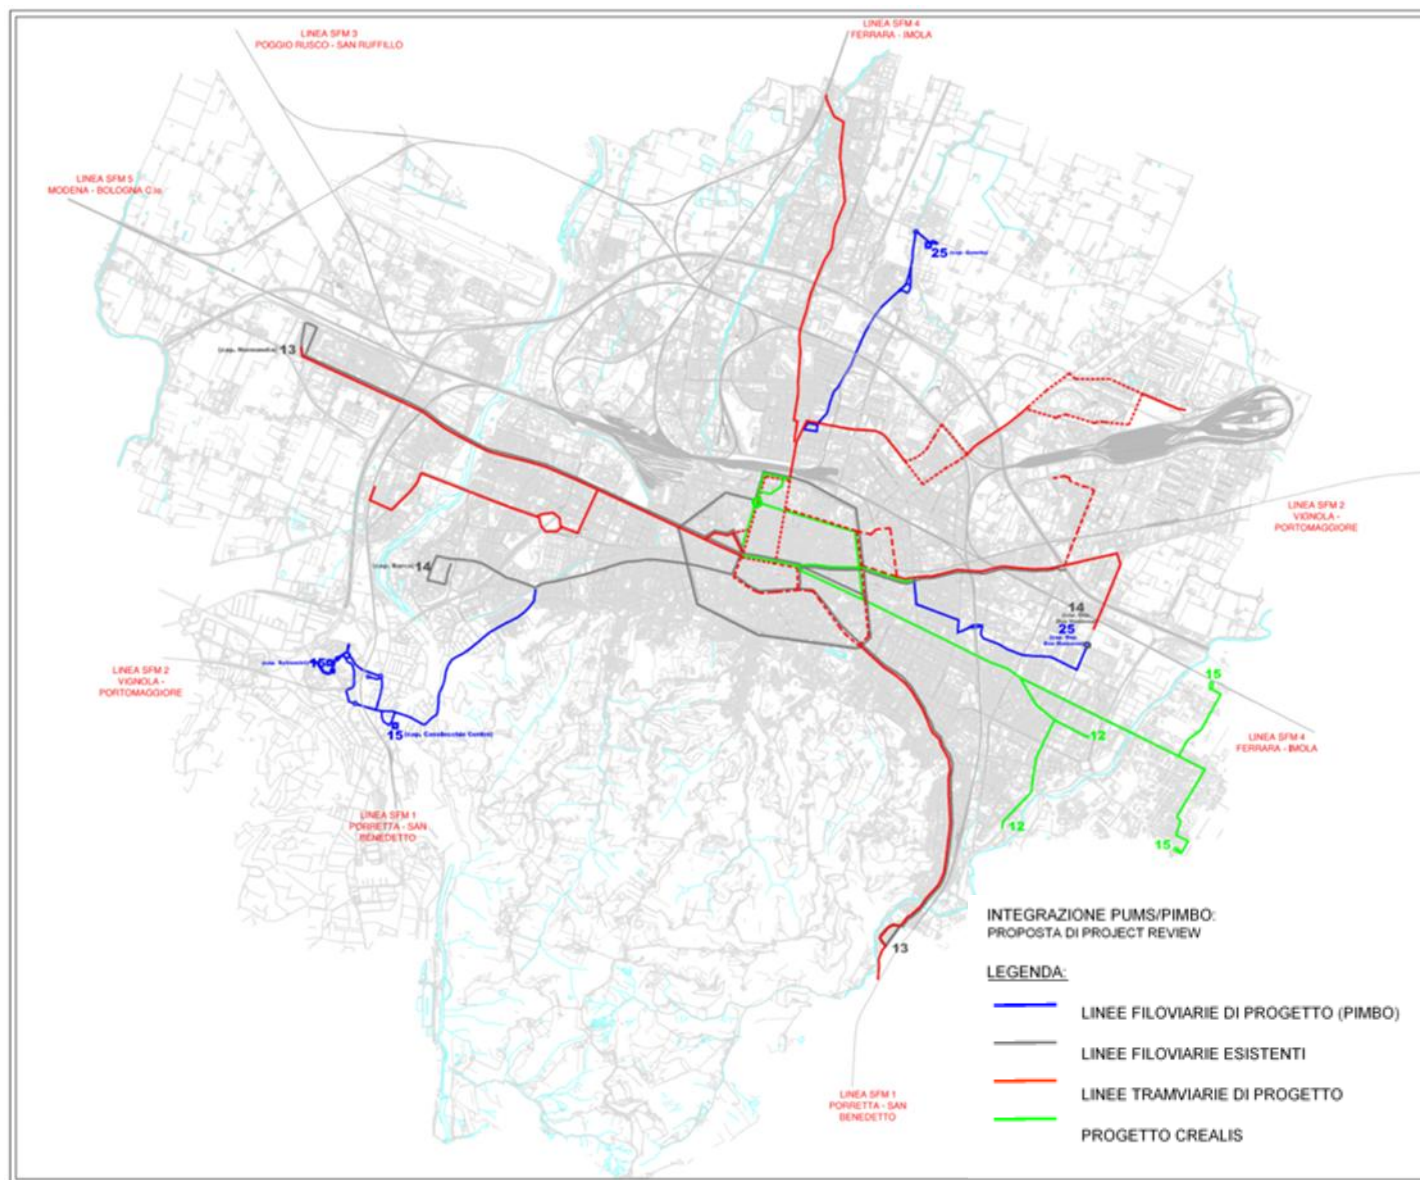 LINEA SFM 3
POGGIO RUSCO - SAN RUFFILLO
LINEA SFM 4
FERRARA - IMOLA
LINEA SFM 5
MODENA - BOLOGNA C.le.
25
13
LINEA SFM 2
VIGNOLA -
PORTOMAGGIORE
14
14
25
LINEA SFM 2
VIGNOLA -
PORTOMAGGIORE
15
15 (cap. Casalecchio Centro)
15
12
LINEA SFM 4
FERRARA - IMOLA
12
15
LINEA SFM 1
PORRETTA - SAN
BENEDETTO
13
LINEA SFM 1
PORRETTA - SAN
BENEDETTO
INTEGRAZIONE PUMS/PIMBO:
PROPOSTA DI PROJECT REVIEW
LEGENDA:
LINEE FILOVIARIE DI PROGETTO (PIMBO)
LINEE FILOVIARIE ESISTENTI
LINEE TRAMVIARIE DI PROGETTO
PROGETTO CREALIS